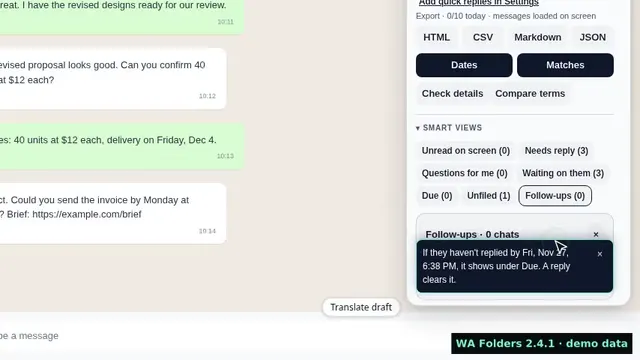 reat. I have the revised designs ready for our review.
10:11
evised proposal looks good. Can you confirm 40
at $12 each?
10:12
es: 40 units at $12 each, delivery on Friday, Dec 4.
10:13
ct. Could you send the invoice by Monday at
? Brief: https://example.com/brief
10:14
Translate draft
pe a message
Add quick replies in Settings
Export · 0/10 today · messages loaded on screen
HTML CSV Markdown JSON
Dates Matches
Check details Compare terms
▾ SMART VIEWS
Unread on screen (0) Needs reply (3)
Questions for me (0) Waiting on them (3)
Due (0) Unfiled (1) Follow-ups (0)
Follow-ups · 0 chats ×
If they haven't replied by Fri, Nov 27, ×
6:38 PM, it shows under Due. A reply
clears it.
WA Folders 2.4.1 · demo data